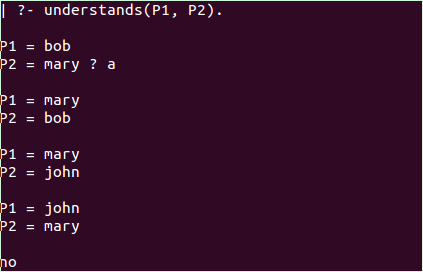 | ?- understands(P1, P2).
P1 = bob
P2 = mary ? a
P1 = mary
P2 = bob
P1 = mary
P2 = john
P1 = john
P2 = mary
no